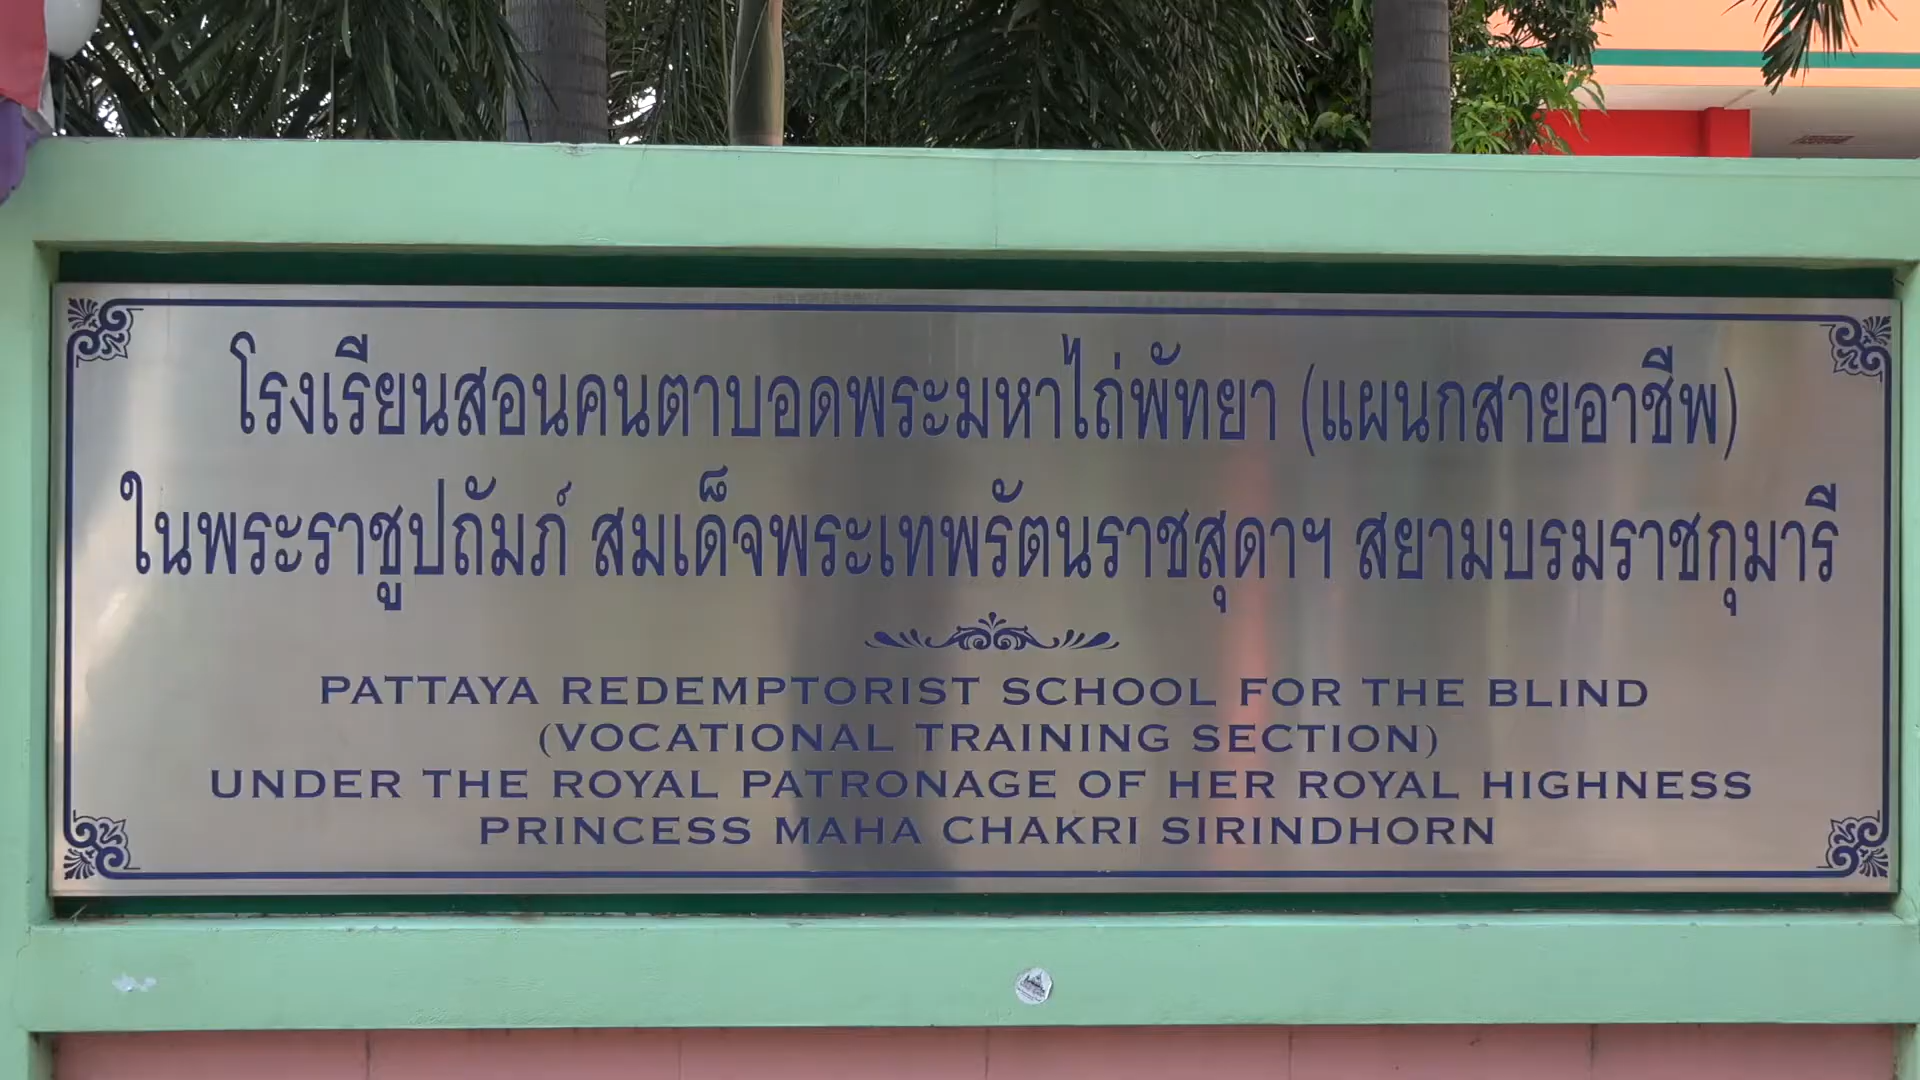 โรงเรียนสอนคนตาบอดพระมหาไถ่พัทยา (แผนกสายอาชีพ)
ในพระราชูปถัมภ์ สมเด็จพระเทพรัตนราชสุดาฯ สยามบรมราชกุมารี
PATTAYA REDEMPTORIST SCHOOL FOR THE BLIND
(VOCATIONAL TRAINING SECTION)
UNDER THE ROYAL PATRONAGE OF HER ROYAL HIGHNESS
PRINCESS MAHA CHAKRI SIRINDHORN